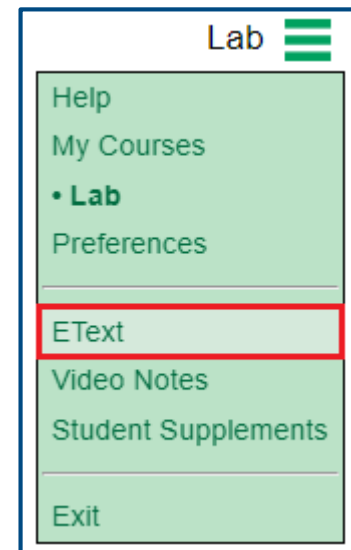 Lab
Help
My Courses
• Lab
Preferences
EText
Video Notes
Student Supplements
Exit